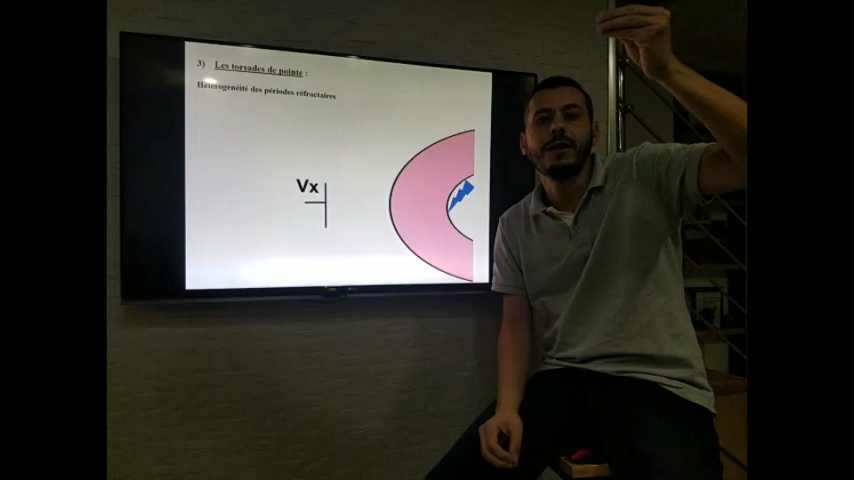 3) Les torsades de pointe :
Hétérogénéité des périodes réfractaires
Vx